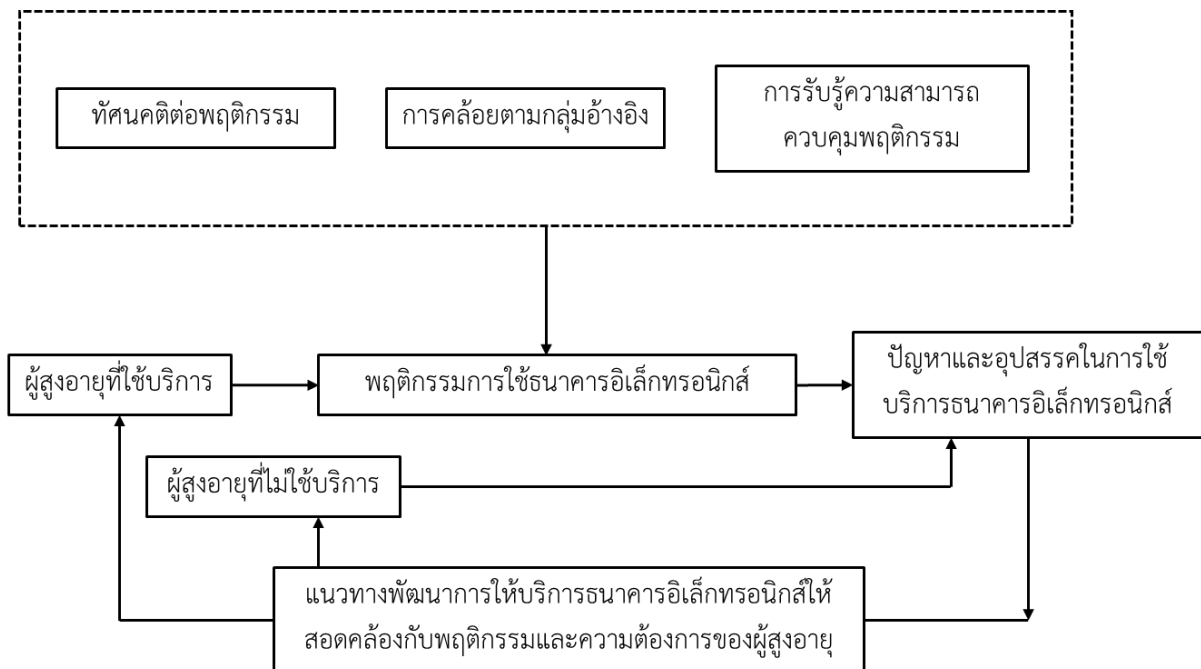 ทัศนคติต่อพฤติกรรม
การคล้อยตามกลุ่มอ้างอิง
การรับรู้ความสามารถ
ควบคุมพฤติกรรม
ผู้สูงอายุที่ใช้บริการ
พฤติกรรมการใช้ธนาคารอิเล็กทรอนิกส์
ปัญหาและอุปสรรคในการใช้
บริการธนาคารอิเล็กทรอนิกส์
ผู้สูงอายุที่ไม่ใช้บริการ
แนวทางพัฒนาการให้บริการธนาคารอิเล็กทรอนิกส์ให้
สอดคล้องกับพฤติกรรมและความต้องการของผู้สูงอายุ